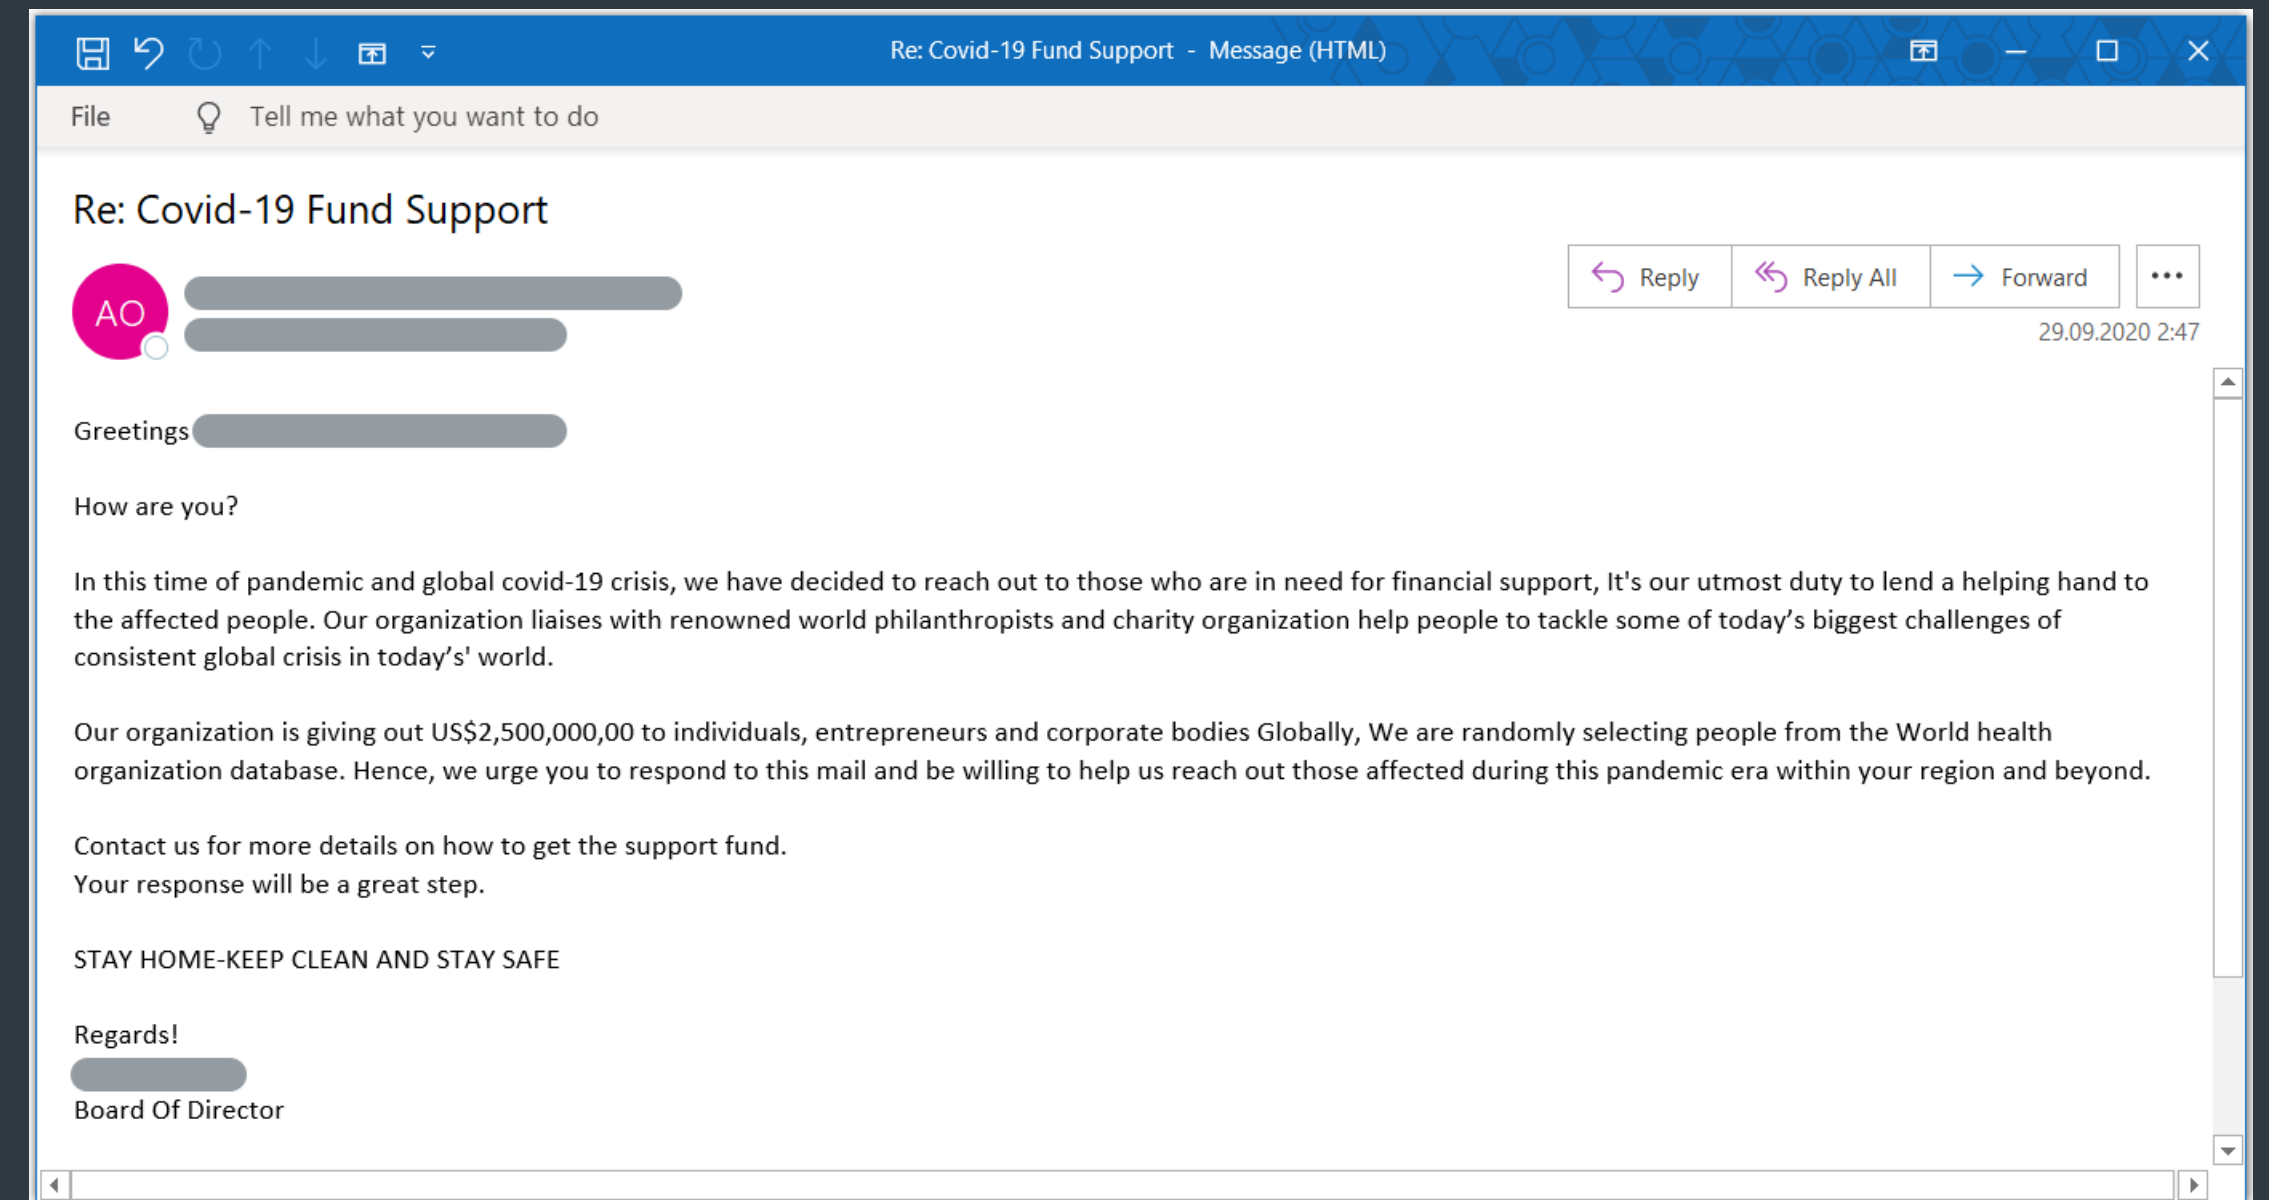 Re: Covid-19 Fund Support - Message (HTML)
File Tell me what you want to do
Re: Covid-19 Fund Support
AO
Reply Reply All Forward
29.09.2020 2:47
Greetings
How are you?
In this time of pandemic and global covid-19 crisis, we have decided to reach out to those who are in need for financial support, It's our utmost duty to lend a helping hand to
the affected people. Our organization liaises with renowned world philanthropists and charity organization help people to tackle some of today’s biggest challenges of
consistent global crisis in today’s' world.
Our organization is giving out US$2,500,000,00 to individuals, entrepreneurs and corporate bodies Globally, We are randomly selecting people from the World health
organization database. Hence, we urge you to respond to this mail and be willing to help us reach out those affected during this pandemic era within your region and beyond.
Contact us for more details on how to get the support fund.
Your response will be a great step.
STAY HOME-KEEP CLEAN AND STAY SAFE
Regards!
Board Of Director